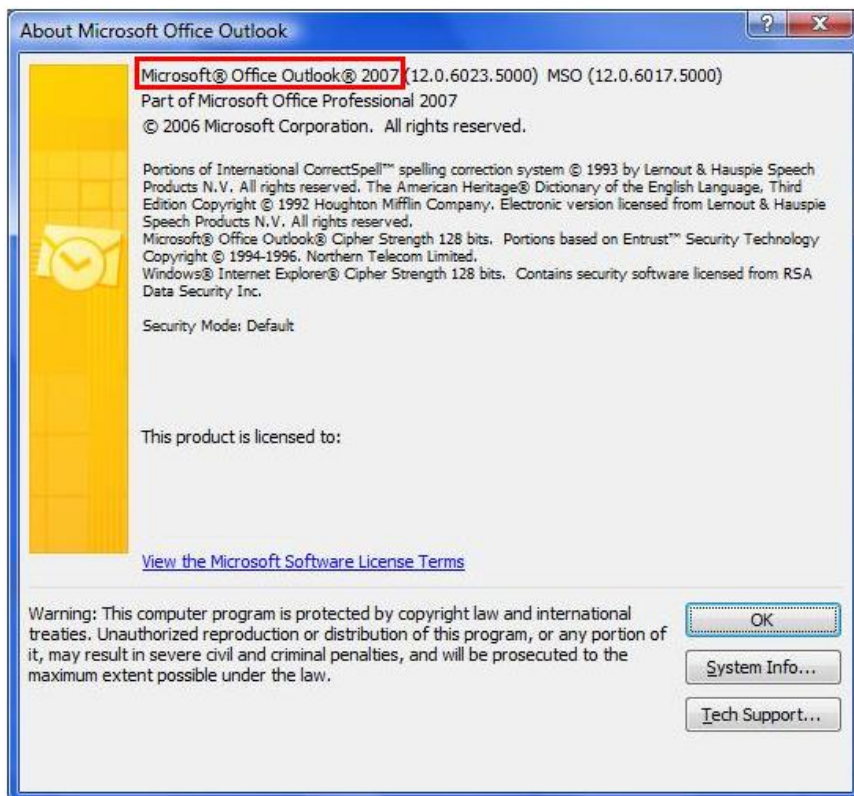 About Microsoft Office Outlook
Microsoft® Office Outlook® 2007 (12.0.6023.5000) MSO (12.0.6017.5000)
Part of Microsoft Office Professional 2007
© 2006 Microsoft Corporation. All rights reserved.
Portions of International CorrectSpell™ spelling correction system © 1993 by Lernout & Hauspie Speech
Products N.V. All rights reserved. The American Heritage® Dictionary of the English Language, Third
Edition Copyright © 1992 Houghton Mifflin Company. Electronic version licensed from Lernout & Hauspie
Speech Products N.V. All rights reserved.
Microsoft® Office Outlook® Cipher Strength 128 bits. Portions based on Entrust™ Security Technology
Copyright © 1994-1996. Northern Telecom Limited.
Windows® Internet Explorer® Cipher Strength 128 bits. Contains security software licensed from RSA
Data Security Inc.
Security Mode: Default
This product is licensed to:
View the Microsoft Software License Terms
Warning: This computer program is protected by copyright law and international
treaties. Unauthorized reproduction or distribution of this program, or any portion of
it, may result in severe civil and criminal penalties, and will be prosecuted to the
maximum extent possible under the law.
OK
System Info...
Tech Support...